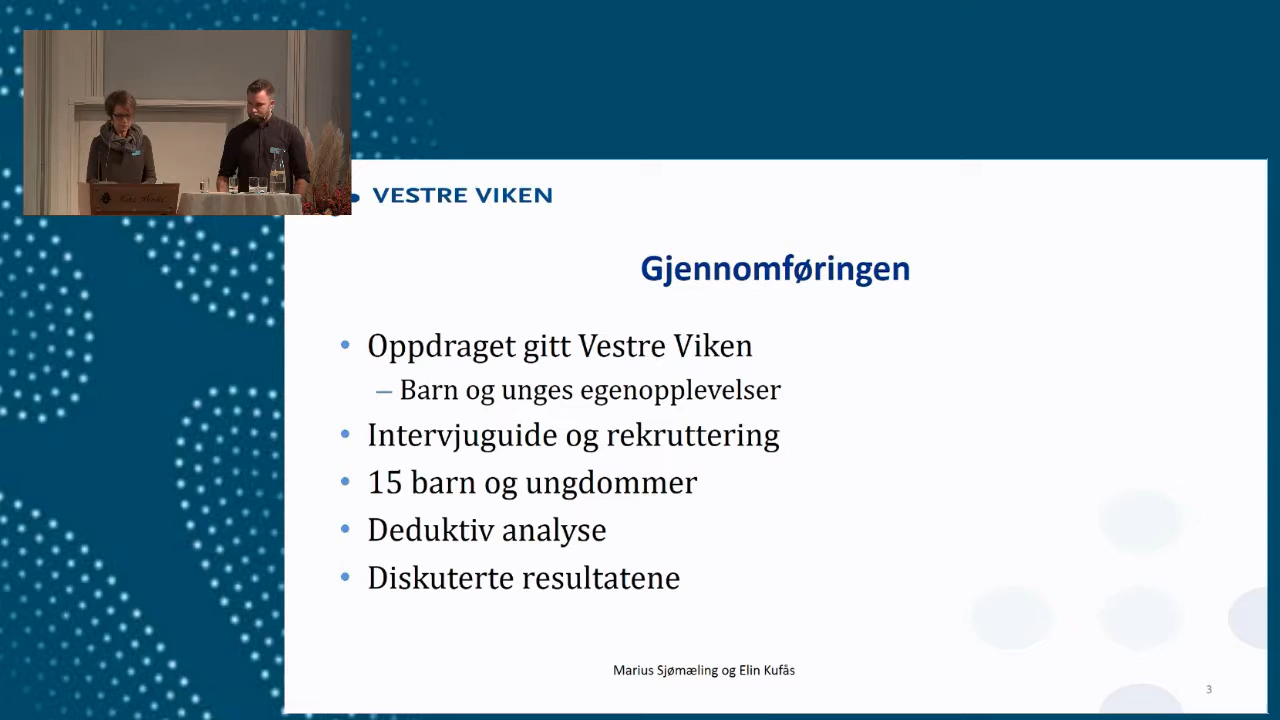 VESTRE VIKEN
Gjennomføringen
• Oppdraget gitt Vestre Viken
– Barn og unges egenopplevelser
• Intervjuguide og rekruttering
• 15 barn og ungdommer
• Deduktiv analyse
• Diskuterte resultatene
Marius Sjømæling og Elin Kufås
3